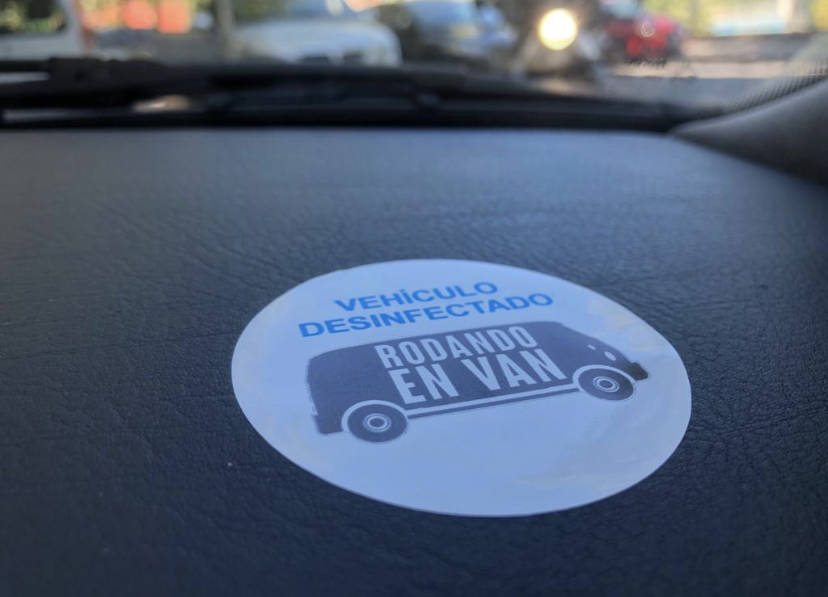 VEHÍCULO
DESINFECTADO
RODANDO
EN VAN